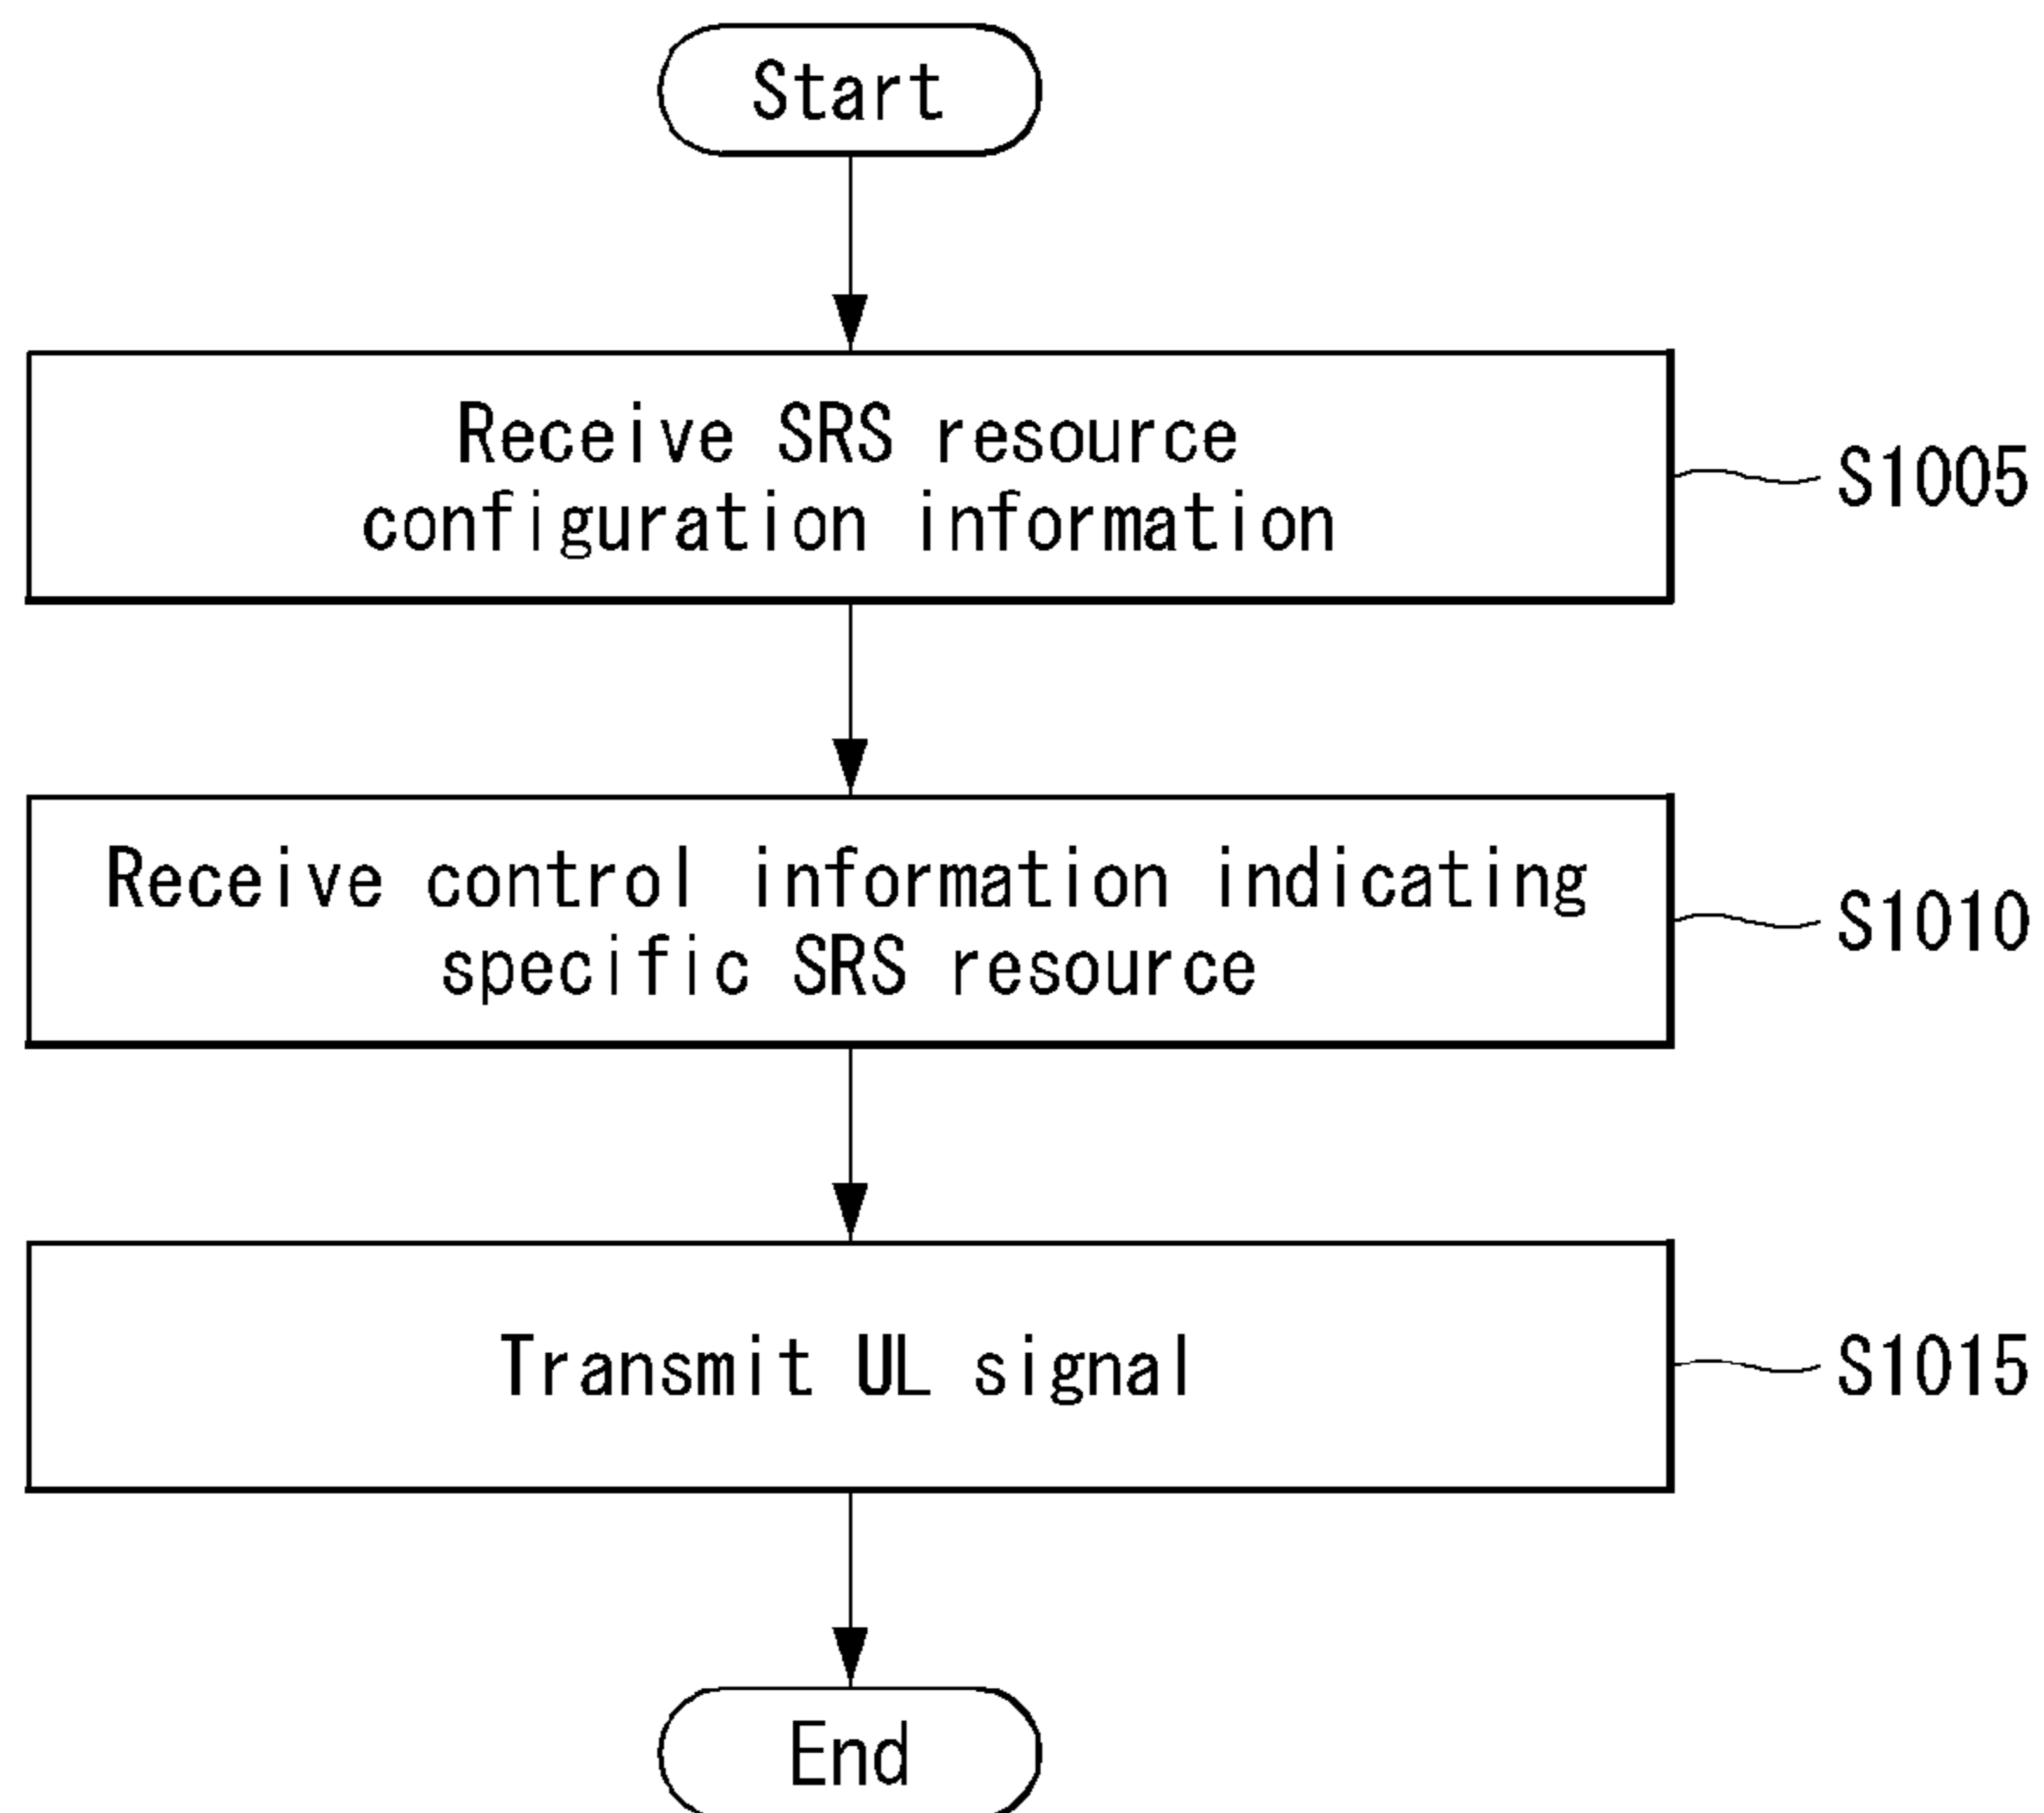 Start
Receive SRS resource
configuration information
S1005
Receive control information indicating
specific SRS resource
S1010
Transmit UL signal
S1015
End